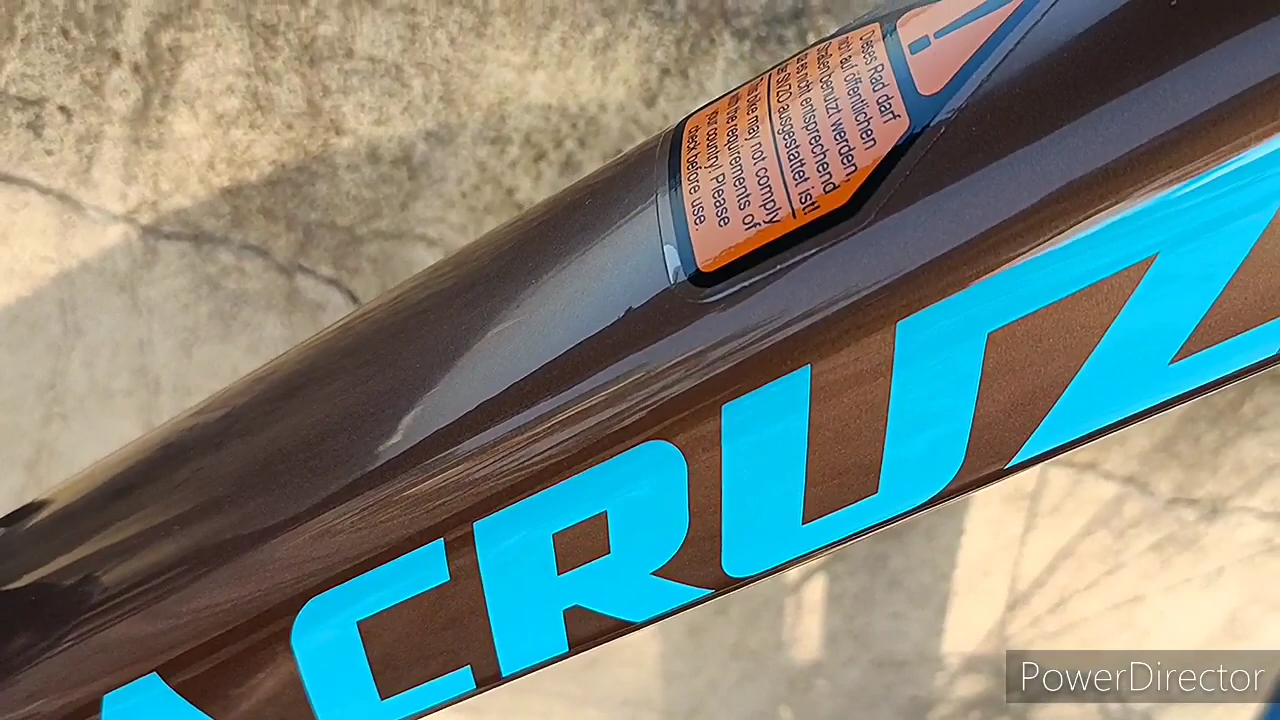 !
Dieses Rad darf
nicht auf öffentlichen
Straßen benutzt werden,
da es nicht entsprechend
der StVZO ausgestattet ist!
This bike may not comply
with the requirements of
your country. Please
check before use.
CRUZ
PowerDirector